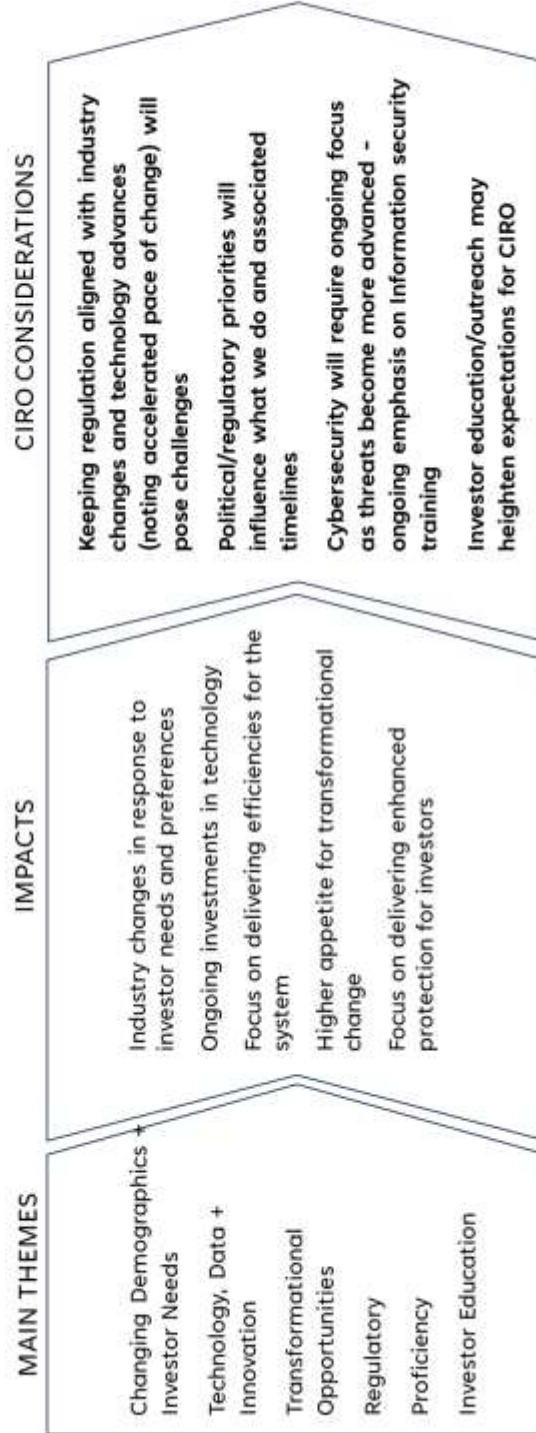 MAIN THEMES
Changing Demographics +
Investor Needs
Technology, Data +
Innovation
Transformational
Opportunities
Regulatory
Proficiency
Investor Education
IMPACTS
Industry changes in response to
investor needs and preferences
Ongoing investments in technology
Focus on delivering efficiencies for the
system
Higher appetite for transformational
change
Focus on delivering enhanced
protection for investors
CIRO CONSIDERATIONS
Keeping regulation aligned with industry
changes and technology advances
(noting accelerated pace of change) will
pose challenges
Political/regulatory priorities will
influence what we do and associated
timelines
Cybersecurity will require ongoing focus
as threats become more advanced –
ongoing emphasis on Information security
training
Investor education/outreach may
heighten expectations for CIRO